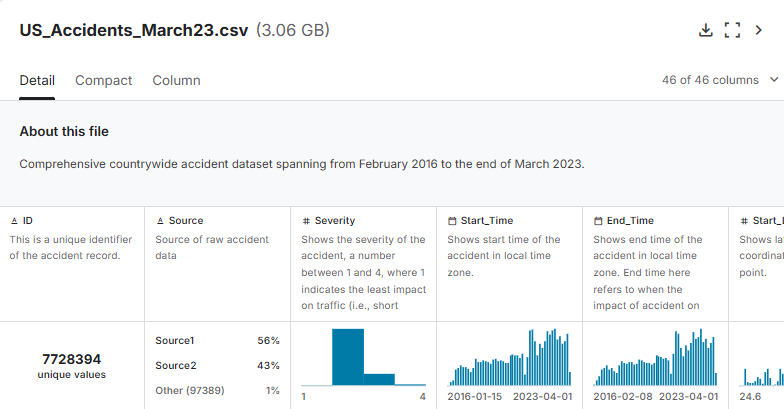 US_Accidents_March23.csv (3.06 GB)
Detail Compact Column 46 of 46 columns
About this file
Comprehensive countrywide accident dataset spanning from February 2016 to the end of March 2023.
ID
This is a unique identifier
of the accident record.
Source
Source of raw accident
data
Severity
Shows the severity of the
accident, a number
between 1 and 4, where 1
indicates the least impact
on traffic (i.e., short
Start_Time
Shows start time of the
accident in local time
zone.
End_Time
Shows end time of the
accident in local time
zone. End time here
refers to when the
impact of accident on
Start_L
Shows la
coordinat
point.
7728394
unique values
Source1 56%
Source2 43%
Other (97389) 1%
1 4
2016-01-15 2023-04-01
2016-02-08 2023-04-01
24.6